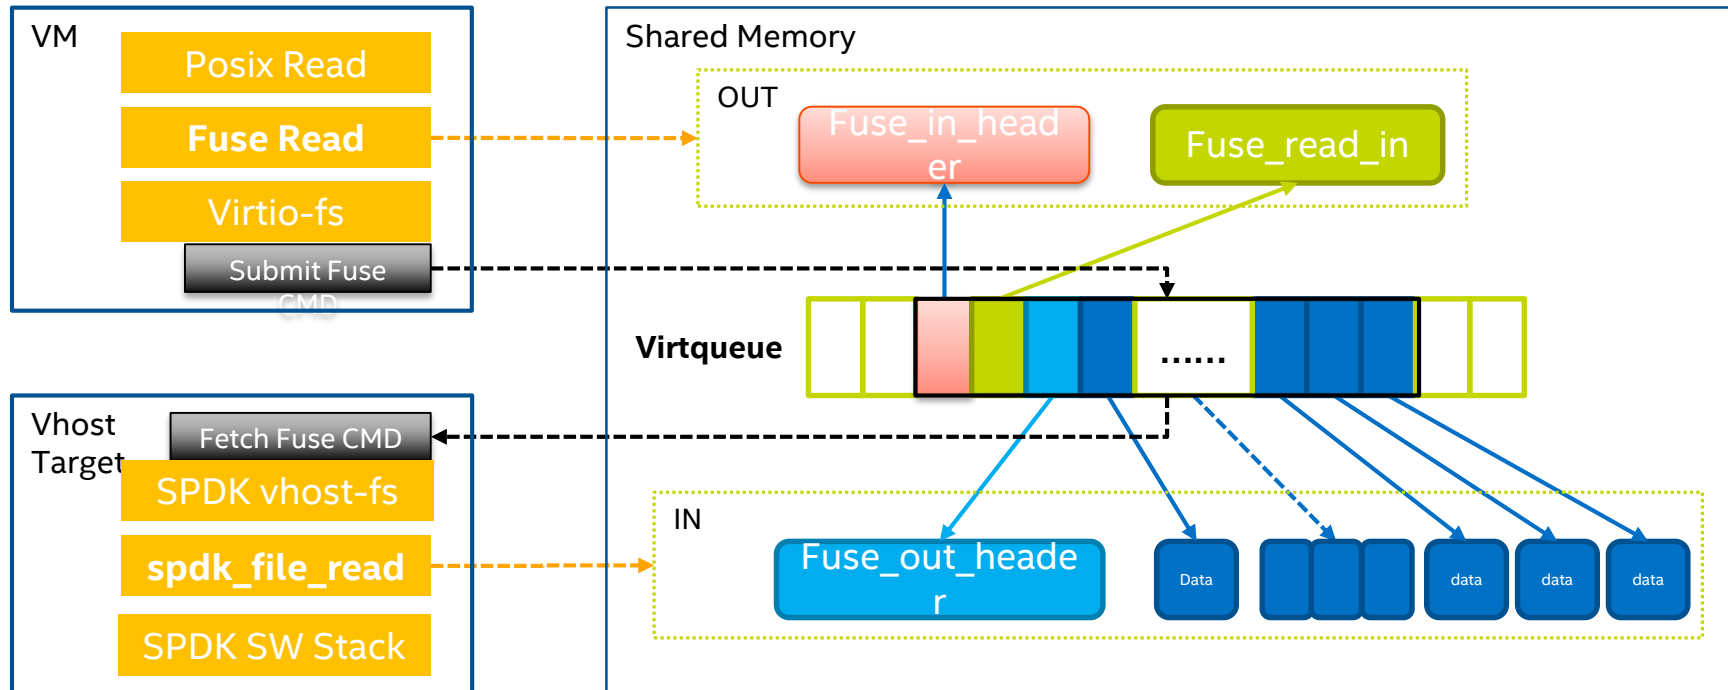 VM
Posix Read
Fuse Read
Virtio-fs
Submit Fuse
CMD
Shared Memory
OUT
Fuse_in_head
er
Fuse_read_in
Virtqueue
......
Vhost
Target
Fetch Fuse CMD
SPDK vhost-fs
spdk_file_read
SPDK SW Stack
IN
Fuse_out_heade
r
Data
data
data
data